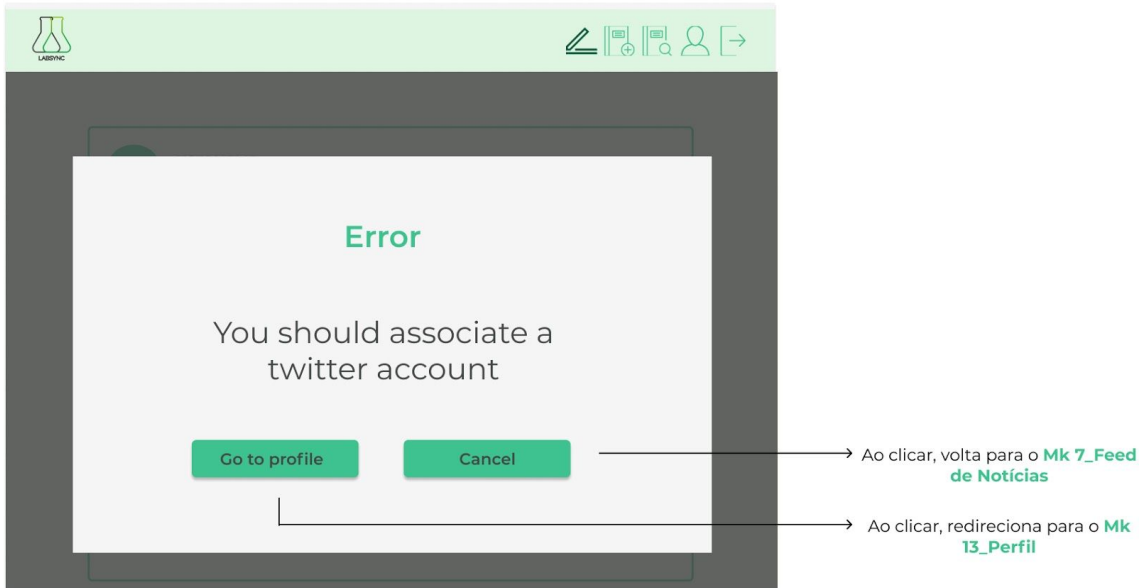 LABSYNC
Error
You should associate a
twitter account
Go to profile
Cancel
Ao clicar, volta para o Mk 7_Feed
de Notícias
Ao clicar, redireciona para o Mk
13_Perfil